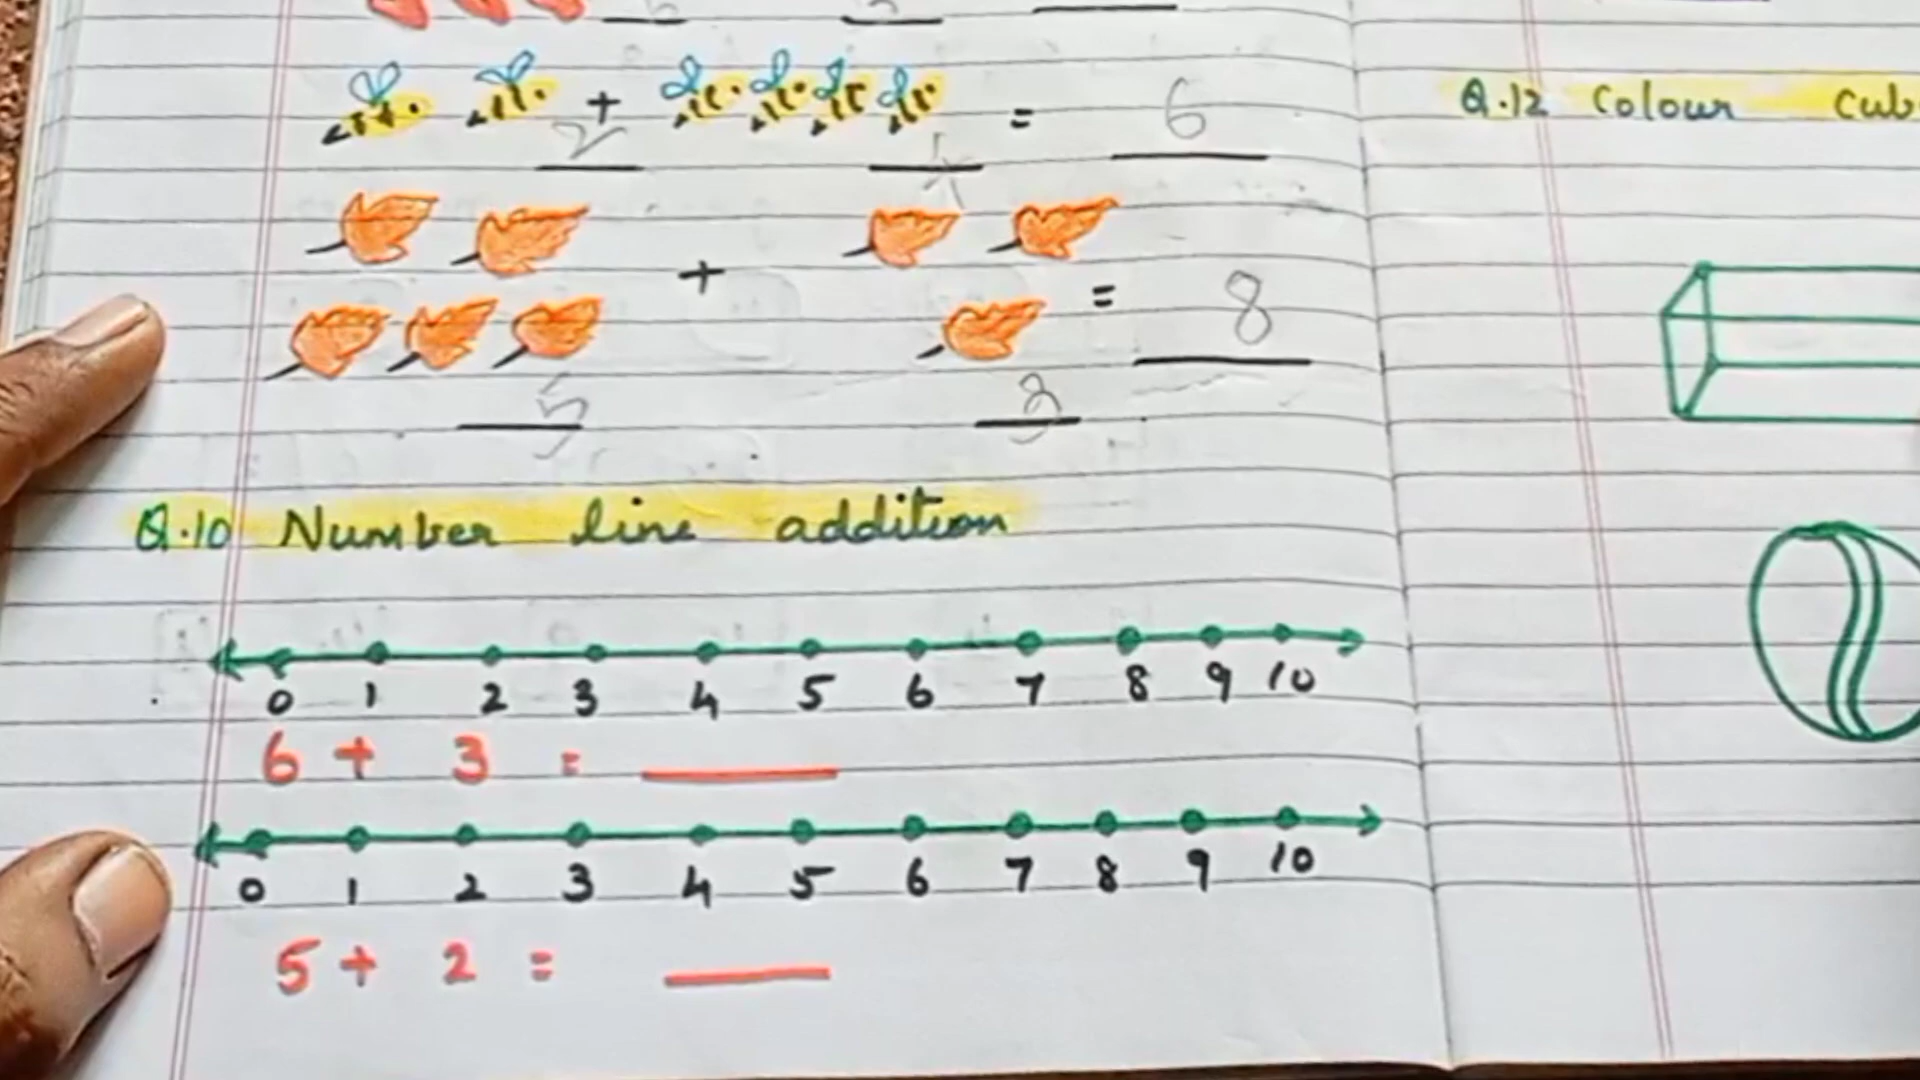 + = 6
2 4
+ = 8
5 3
Q.10 Number line addition
0 1 2 3 4 5 6 7 8 9 10
6 + 3 =
0 1 2 3 4 5 6 7 8 9 10
5 + 2 =
Q.12 Colour